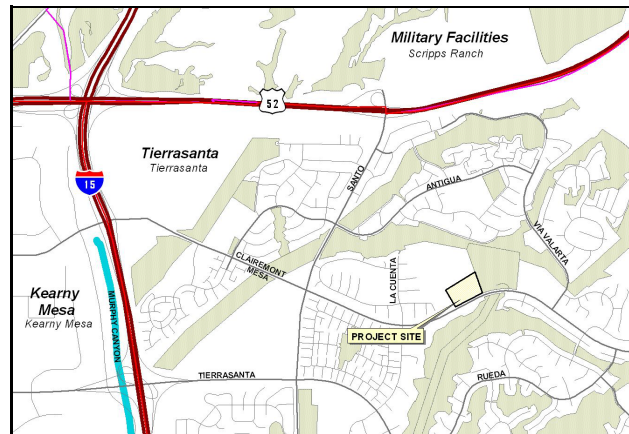 Military Facilities
Scripps Ranch
52
Tierrasanta
Tierrasanta
SANTO
ANTIGUA
15
VIA VALARTA
CLAIREMONT
MESA
LA CUENTA
Kearny
Mesa
Kearny Mesa
MURPHY CANYON
PROJECT SITE
TIERRASANTA
RUEDA